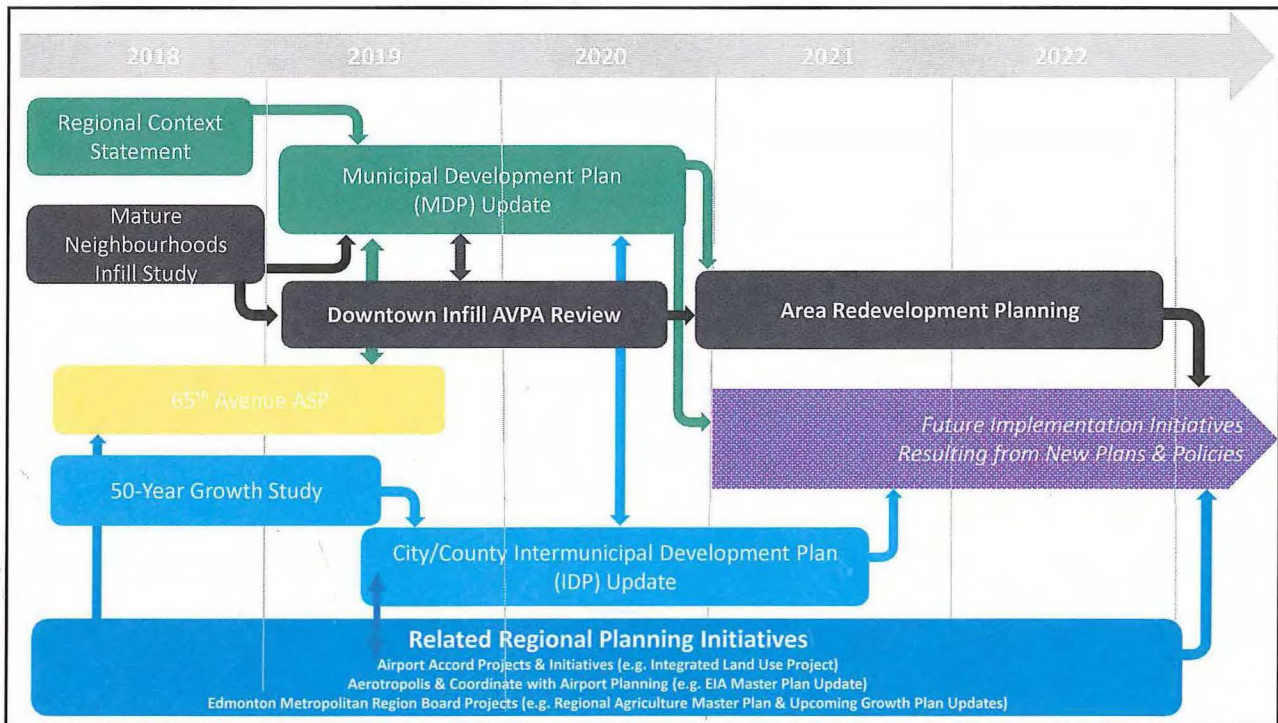 2018 2019 2020 2021 2022
Regional Context
Statement
Municipal Development Plan
(MDP) Update
Mature
Neighbourhoods
Infill Study
Downtown Infill AVPA Review
Area Redevelopment Planning
65th Avenue ASP
Future Implementation Initiatives
Resulting from New Plans & Policies
50-Year Growth Study
City/County Intermunicipal Development Plan
(IDP) Update
Related Regional Planning Initiatives
Airport Accord Projects & Initiatives (e.g. Integrated Land Use Project)
Aerotropolis & Coordinate with Airport Planning (e.g. EIA Master Plan Update)
Edmonton Metropolitan Region Board Projects (e.g. Regional Agriculture Master Plan & Upcoming Growth Plan Updates)